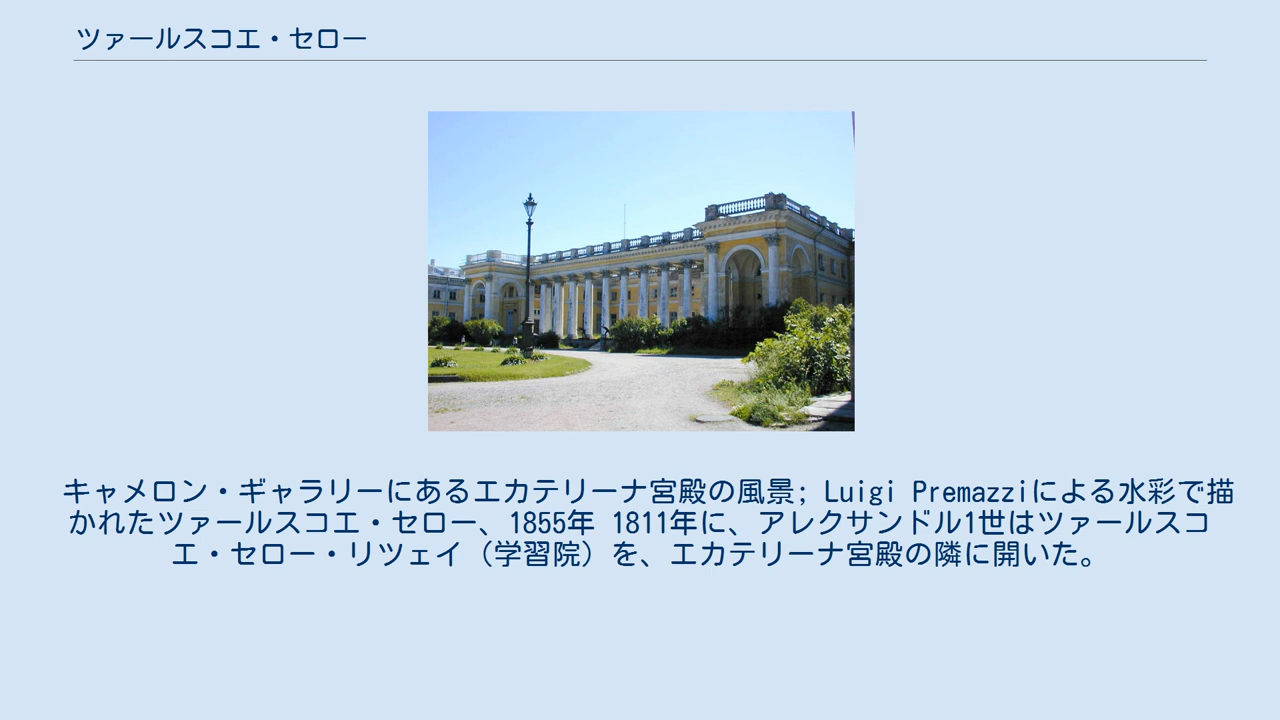 ツァールスコエ・セロー
キャメロン・ギャラリーにあるエカテリーナ宮殿の風景; Luigi Premazziによる水彩で描
かれたツァールスコエ・セロー、1855年 1811年に、アレクサンドル1世はツァールスコ
エ・セロー・リツェイ（学習院）を、エカテリーナ宮殿の隣に開いた。